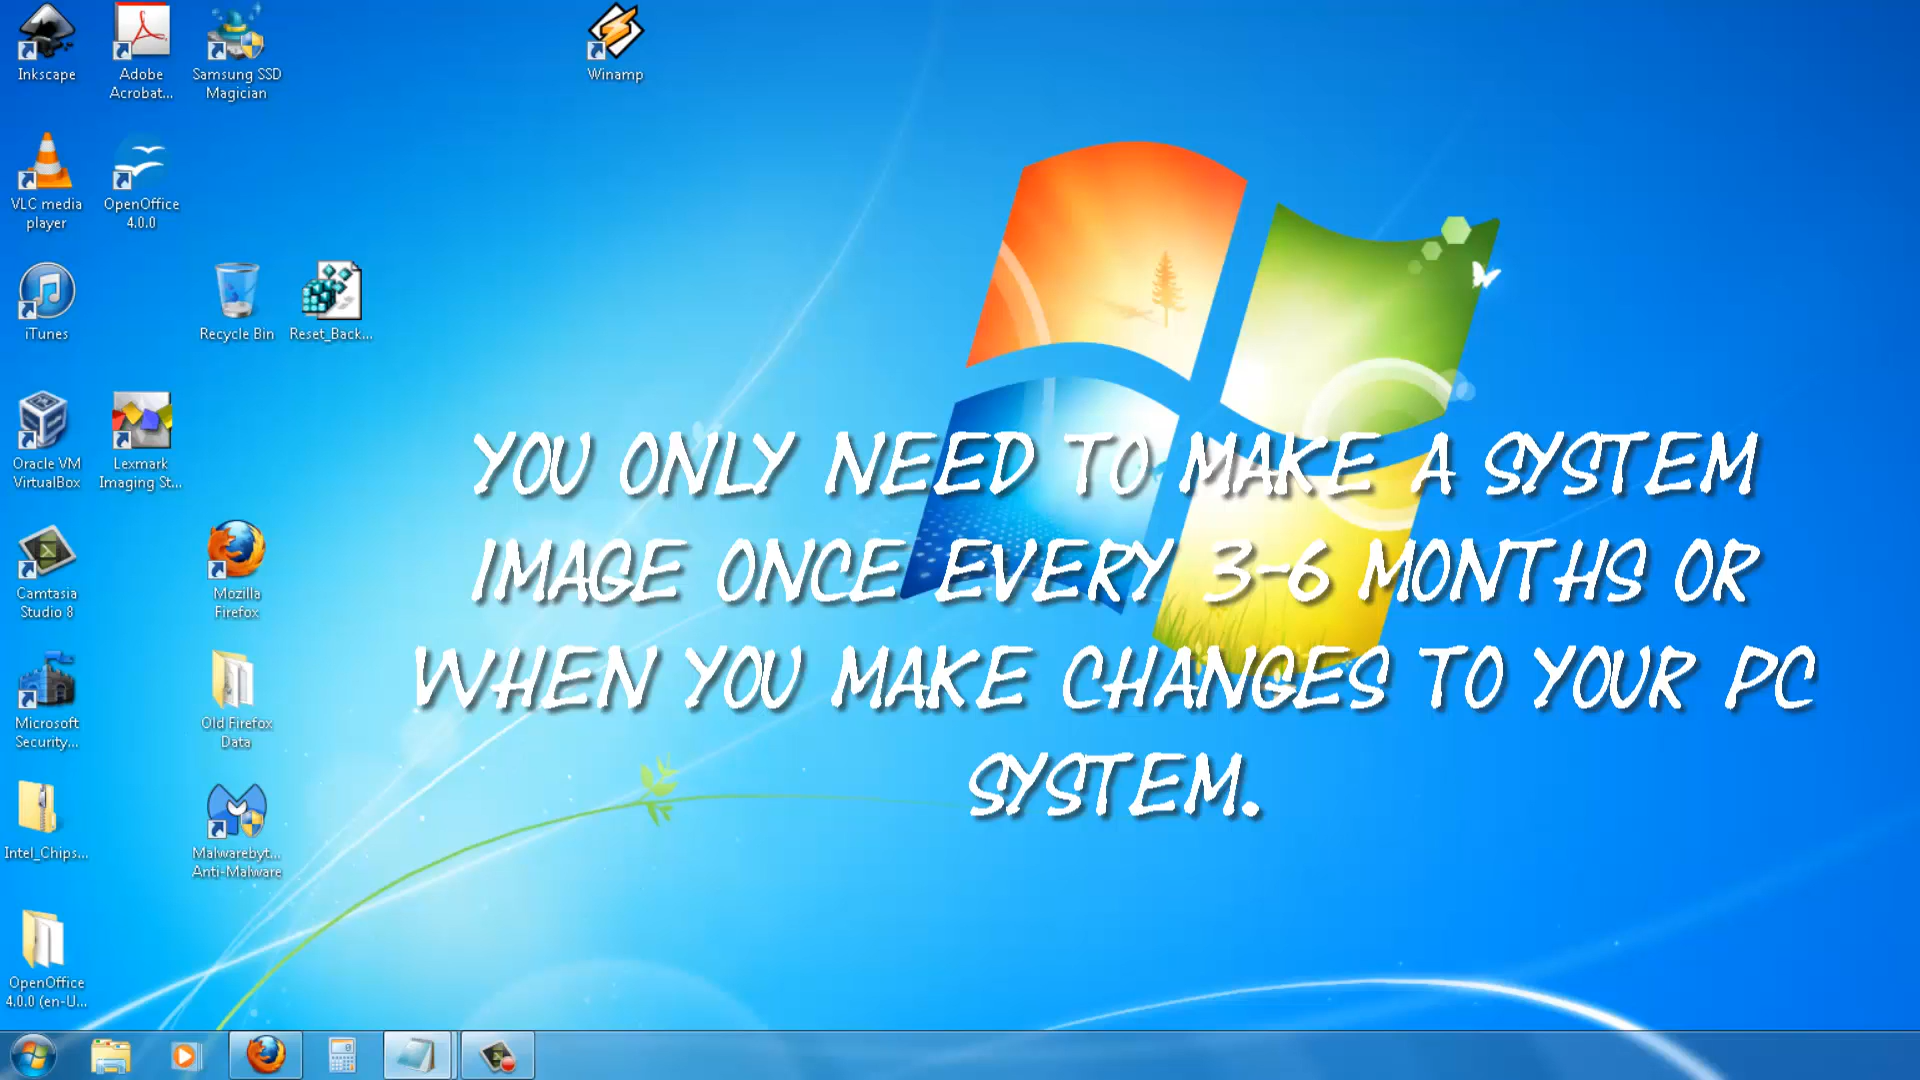 Inkscape
Adobe
Acrobat...
Samsung SSD
Magician
Winamp
VLC media
player
OpenOffice
4.0.0
iTunes
Recycle Bin
Reset_Back...
Oracle VM
VirtualBox
Lexmark
Imaging St...
YOU ONLY NEED TO MAKE A SYSTEM
IMAGE ONCE EVERY 3-6 MONTHS OR
WHEN YOU MAKE CHANGES TO YOUR PC
SYSTEM.
Camtasia
Studio 8
Mozilla
Firefox
Microsoft
Security...
Old Firefox
Data
Intel_Chips...
Malwarebyt...
Anti-Malware
OpenOffice
4.0.0 (en-U...